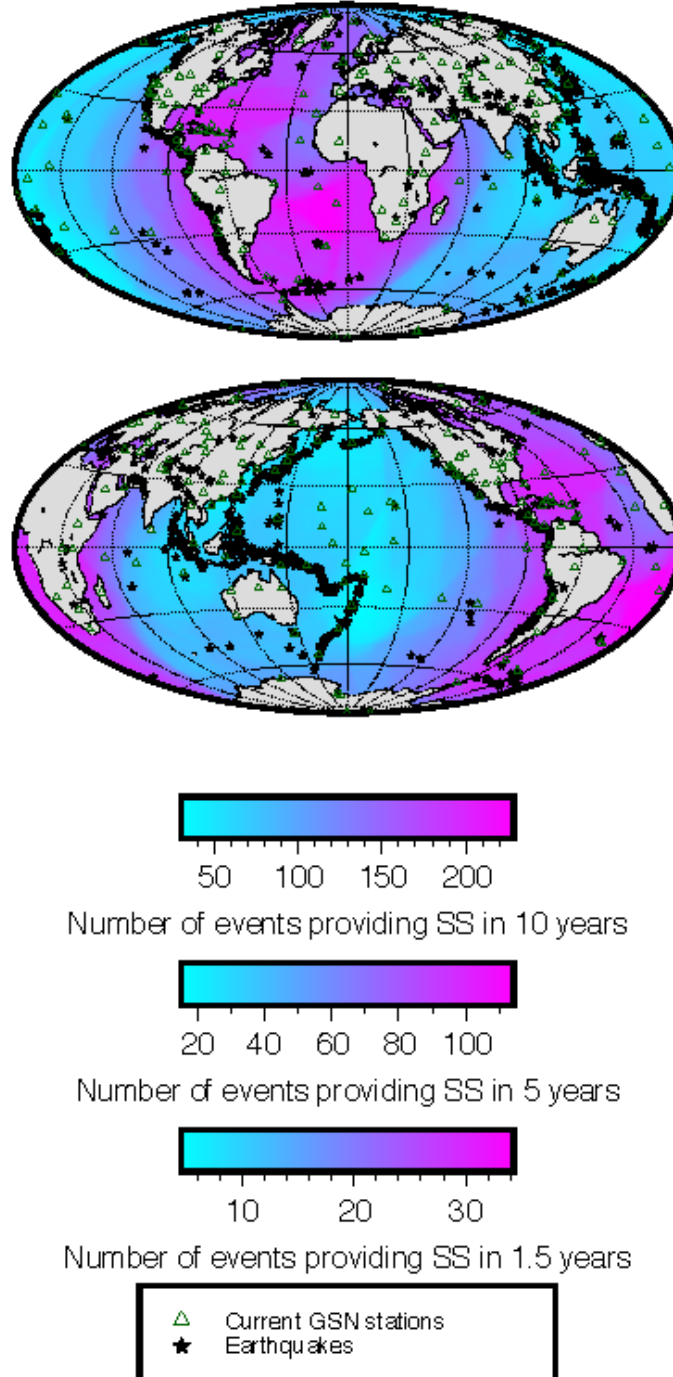 50 100 150 200
Number of events providing SS in 10 years
20 40 60 80 100
Number of events providing SS in 5 years
10 20 30
Number of events providing SS in 1.5 years
Current GSN stations
Earthquakes